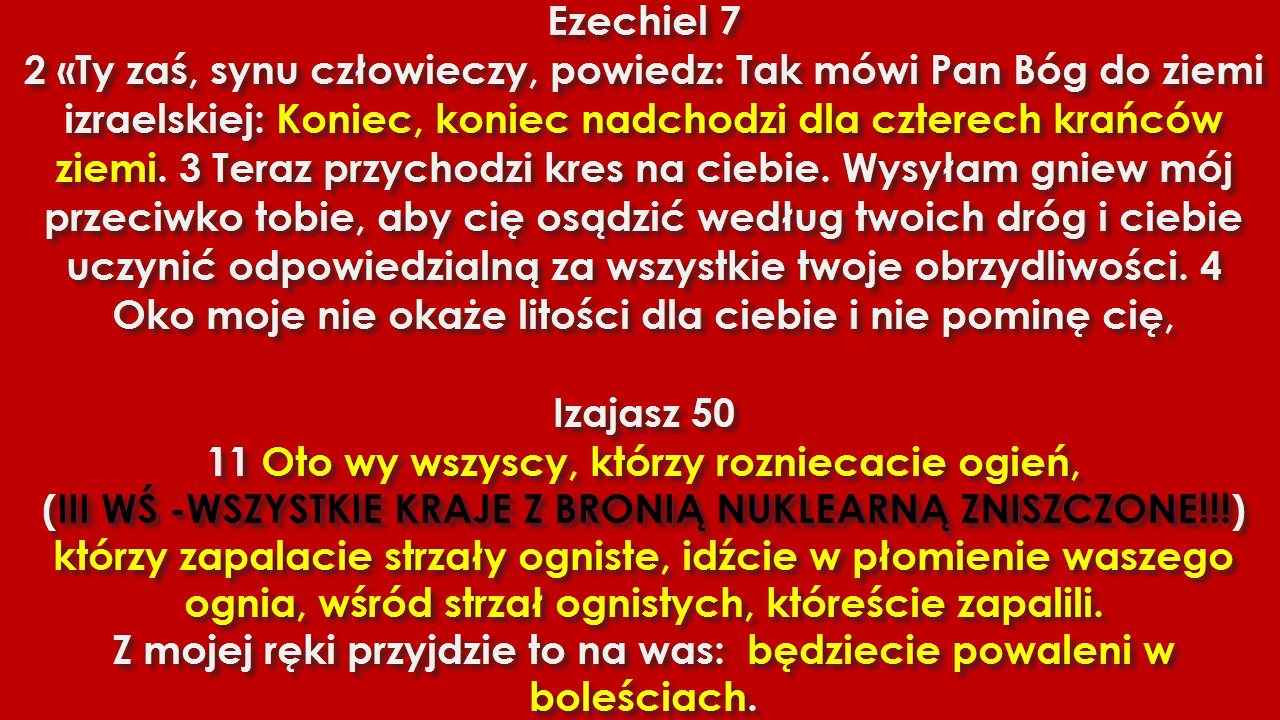 Ezechiel 7
2 «Ty zaś, synu człowieczy, powiedz: Tak mówi Pan Bóg do ziemi
izraelskiej: Koniec, koniec nadchodzi dla czterech krańców
ziemi. 3 Teraz przychodzi kres na ciebie. Wysyłam gniew mój
przeciwko tobie, aby cię osądzić według twoich dróg i ciebie
uczynić odpowiedzialną za wszystkie twoje obrzydliwości. 4
Oko moje nie okaże litości dla ciebie i nie pominę cię,
Izajasz 50
11 Oto wy wszyscy, którzy rozniecacie ogień,
(III WŚ -WSZYSTKIE KRAJE Z BRONIĄ NUKLEARNĄ ZNISZCZONE!!!)
którzy zapalacie strzały ogniste, idźcie w płomienie waszego
ognia, wśród strzał ognistych, któreście zapalili.
Z mojej ręki przyjdzie to na was: będziecie powaleni w
boleściach.